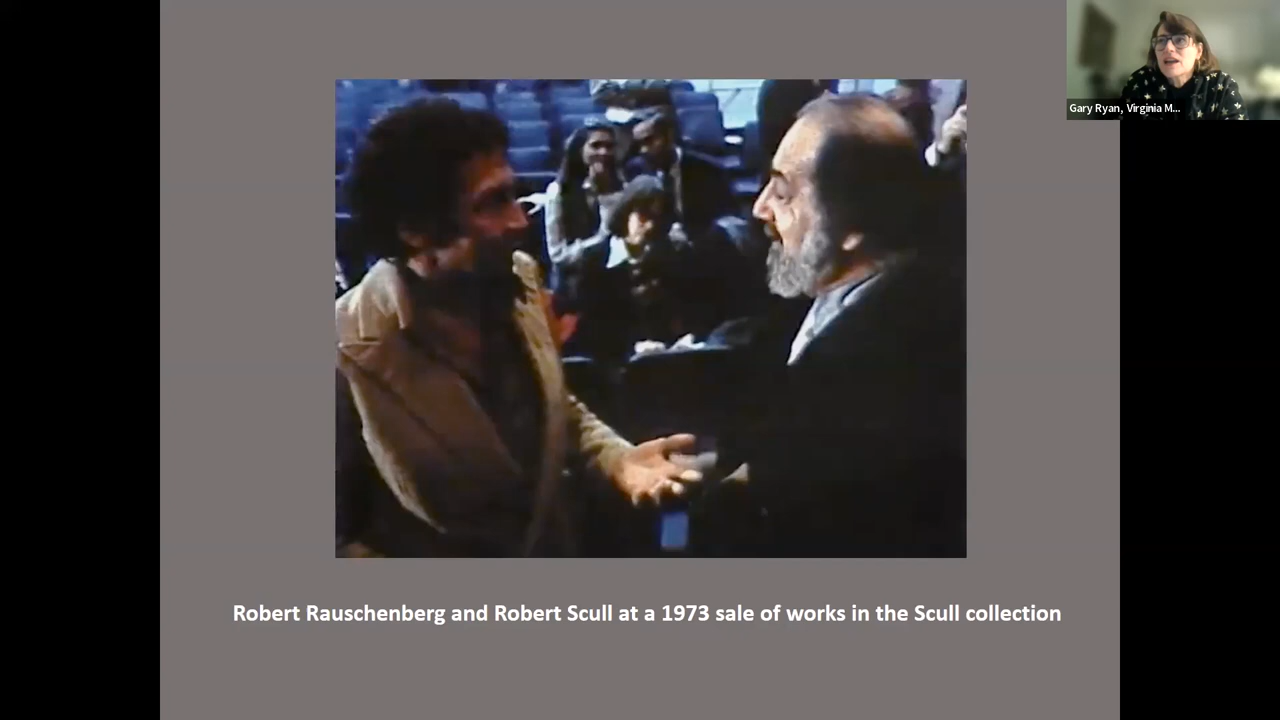 Gary Ryan, Virginia M...
Robert Rauschenberg and Robert Scull at a 1973 sale of works in the Scull collection